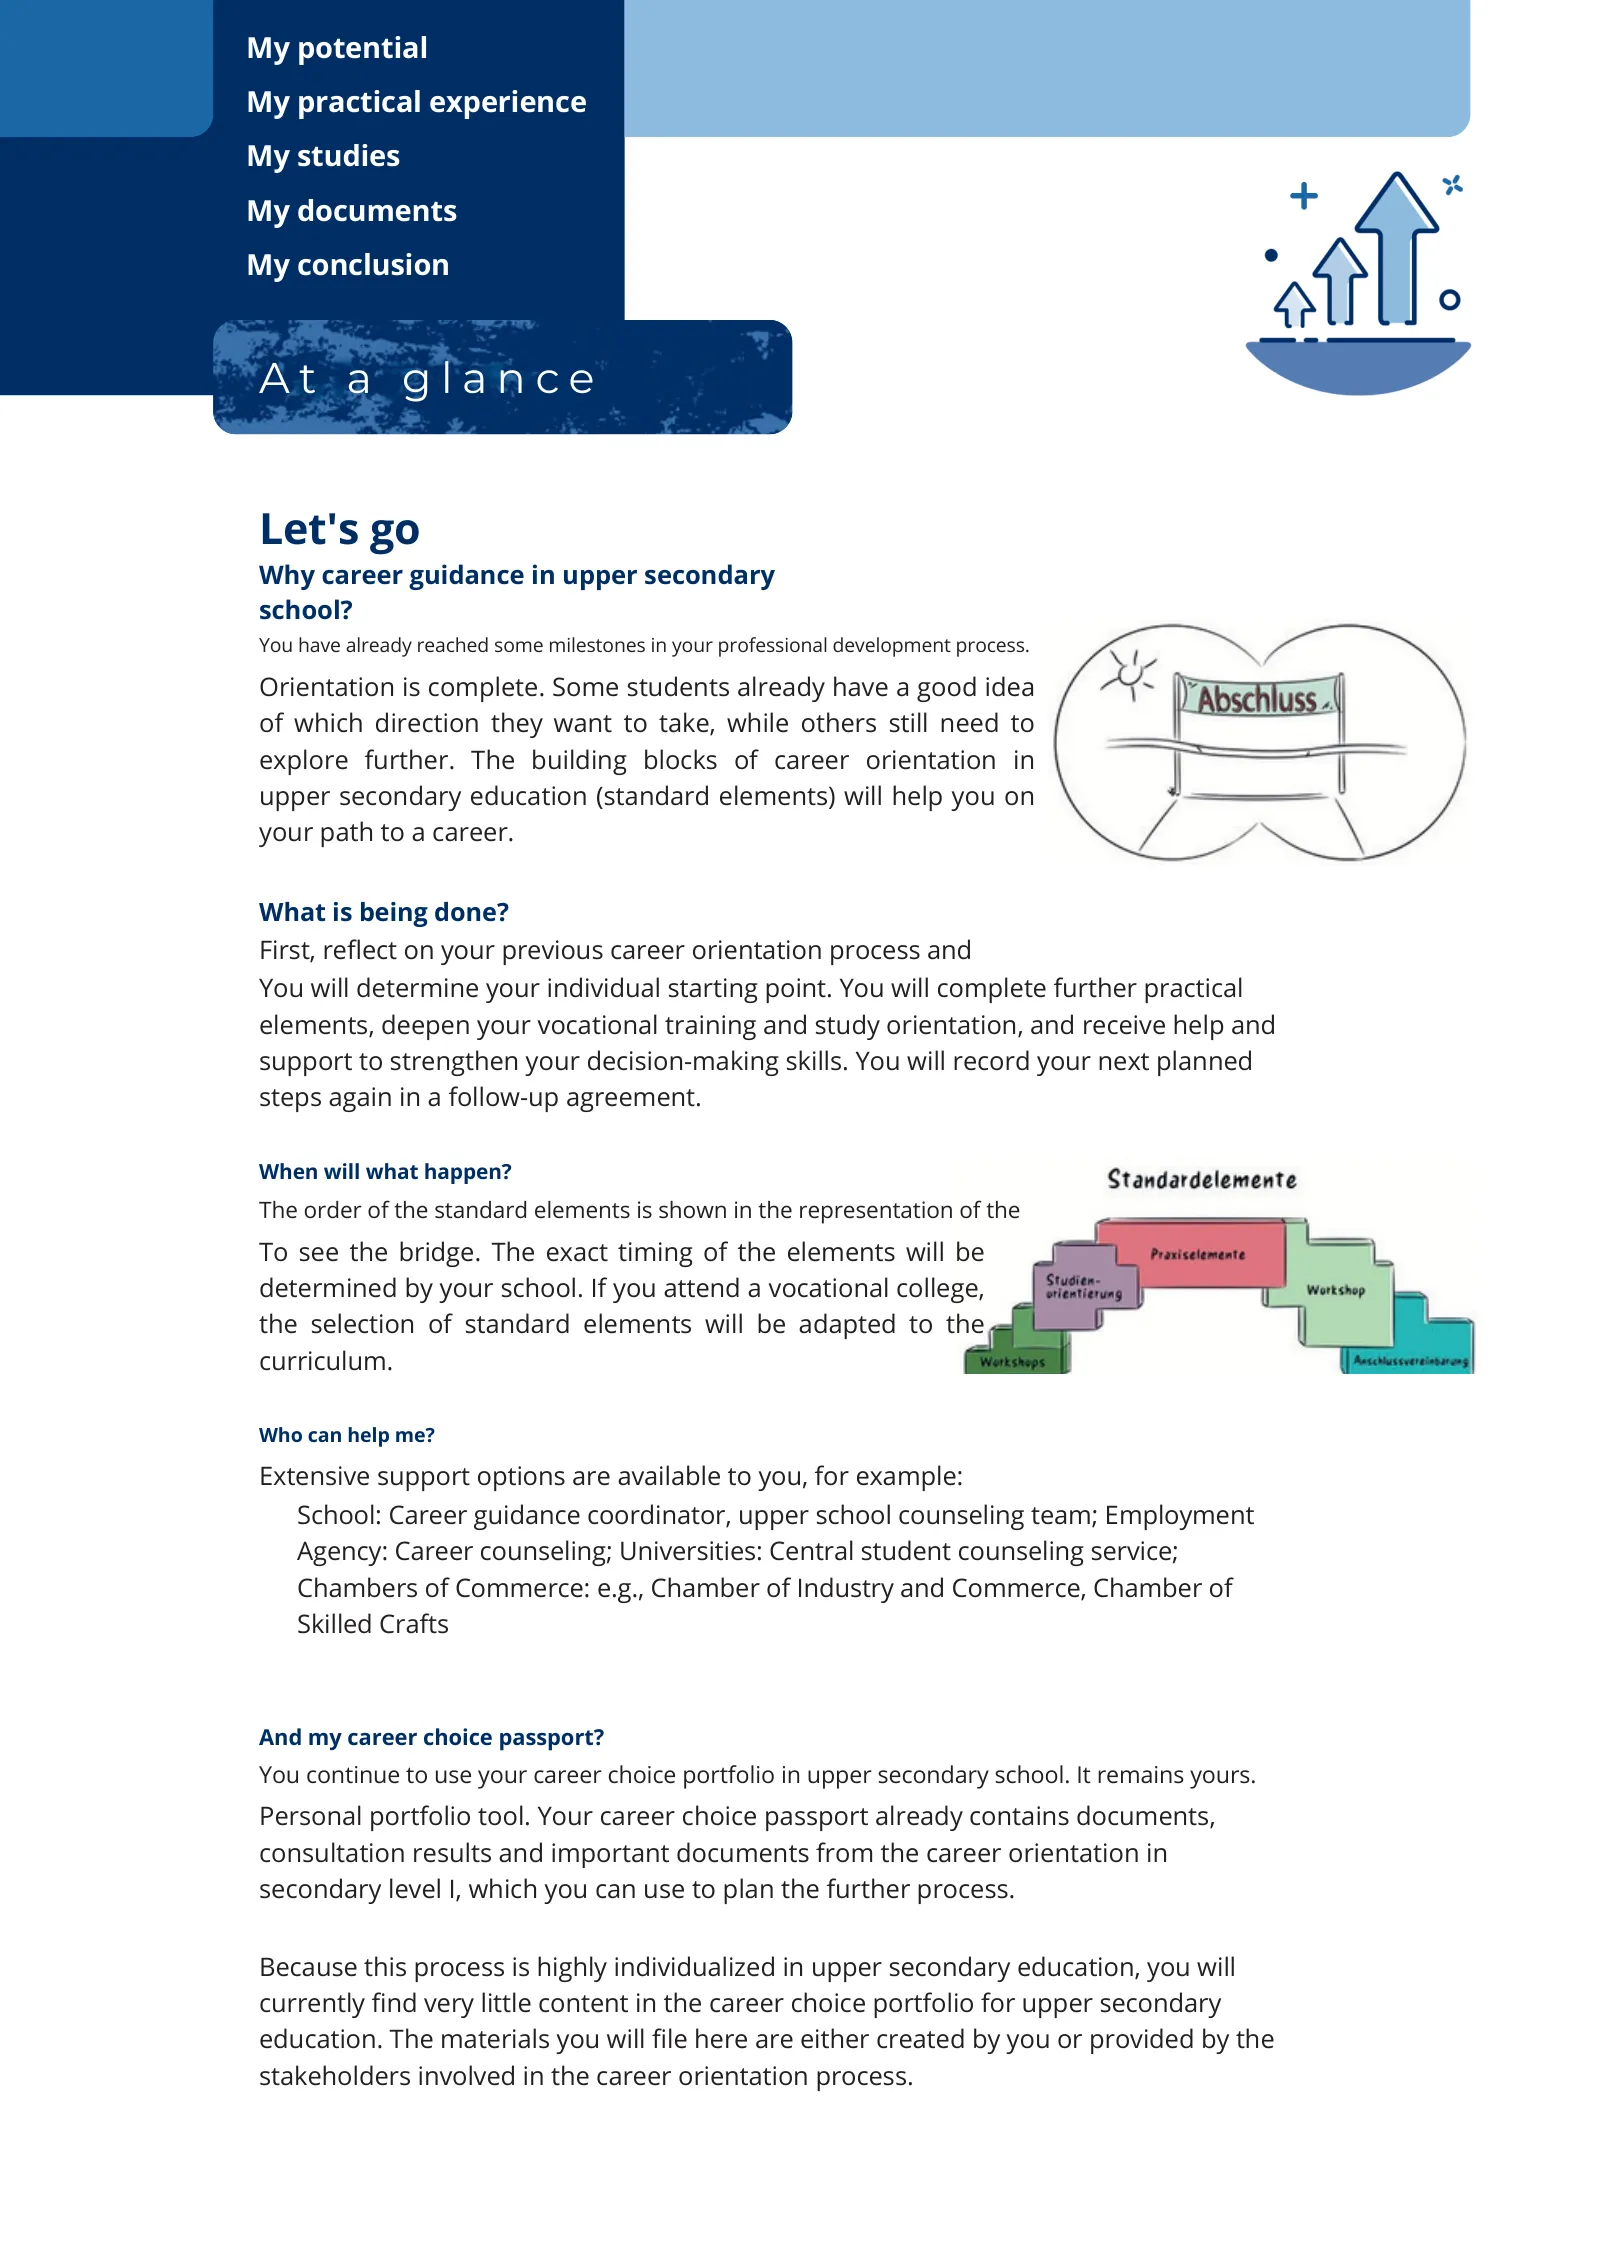 My potential
My practical experience
My studies
My documents
My conclusion
At a glance
Let's go
Why career guidance in upper secondary
school?
You have already reached some milestones in your professional development process.
Orientation is complete. Some students already have a good idea
of which direction they want to take, while others still need to
explore further. The building blocks of career orientation in
upper secondary education (standard elements) will help you on
your path to a career.
Abschluss
What is being done?
First, reflect on your previous career orientation process and
You will determine your individual starting point. You will complete further practical
elements, deepen your vocational training and study orientation, and receive help and
support to strengthen your decision-making skills. You will record your next planned
steps again in a follow-up agreement.
When will what happen?
The order of the standard elements is shown in the representation of the
To see the bridge. The exact timing of the elements will be
determined by your school. If you attend a vocational college,
the selection of standard elements will be adapted to the
curriculum.
Standardelemente
Praxiselemente
Studien-
orientierung
Workshop
Workshops
Anschlussvereinbarung
Who can help me?
Extensive support options are available to you, for example:
School: Career guidance coordinator, upper school counseling team; Employment
Agency: Career counseling; Universities: Central student counseling service;
Chambers of Commerce: e.g., Chamber of Industry and Commerce, Chamber of
Skilled Crafts
And my career choice passport?
You continue to use your career choice portfolio in upper secondary school. It remains yours.
Personal portfolio tool. Your career choice passport already contains documents,
consultation results and important documents from the career orientation in
secondary level I, which you can use to plan the further process.
Because this process is highly individualized in upper secondary education, you will
currently find very little content in the career choice portfolio for upper secondary
education. The materials you will file here are either created by you or provided by the
stakeholders involved in the career orientation process.